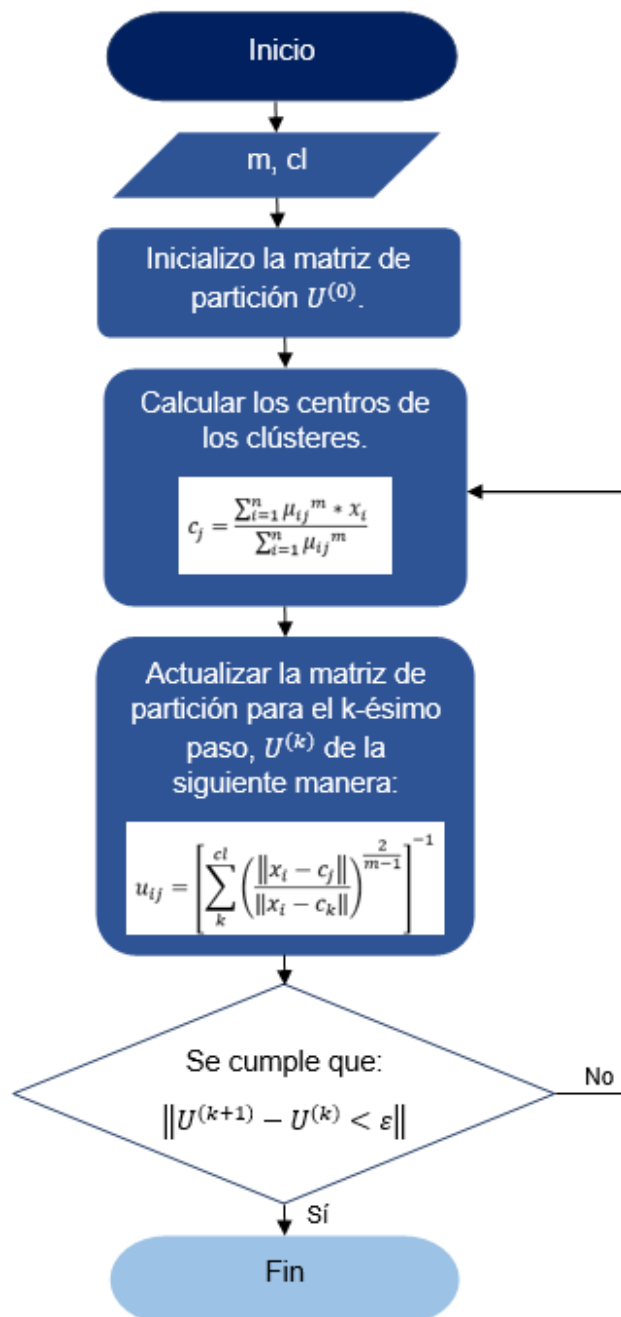 Inicio
m, cl
Inicializo la matriz de
partición $U^{(0)}$.
Calcular los centros de
los clústeres.
$c_j = \frac{\sum_{i=1}^{n} \mu_{ij}{}^{m} * x_i}{\sum_{i=1}^{n} \mu_{ij}{}^{m}}$
Actualizar la matriz de
partición para el k-ésimo
paso, $U^{(k)}$ de la
siguiente manera:
$u_{ij} = \left[ \sum_{k}^{cl} \left( \frac{\|x_i - c_j\|}{\|x_i - c_k\|} \right)^{\frac{2}{m-1}} \right]^{-1}$
Se cumple que:
No
$\|U^{(k+1)} - U^{(k)} < \varepsilon\|$
Sí
Fin